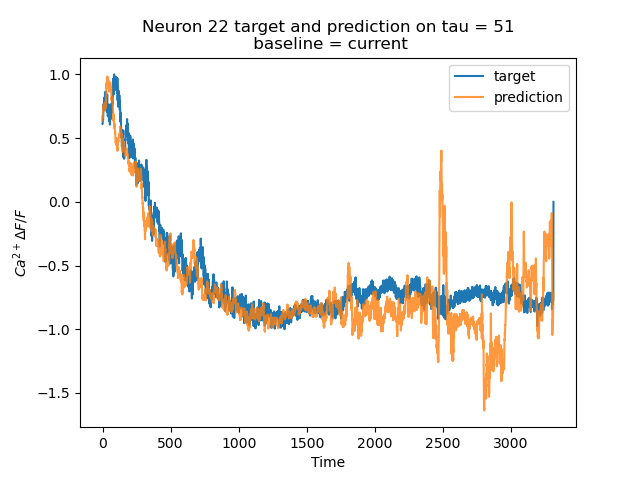 Neuron 22 target and prediction on tau = 51
baseline = current
target
prediction
1.0
0.5
0.0
−0.5
−1.0
−1.5
Ca²⁺ ΔF/F
0 500 1000 1500 2000 2500 3000
Time